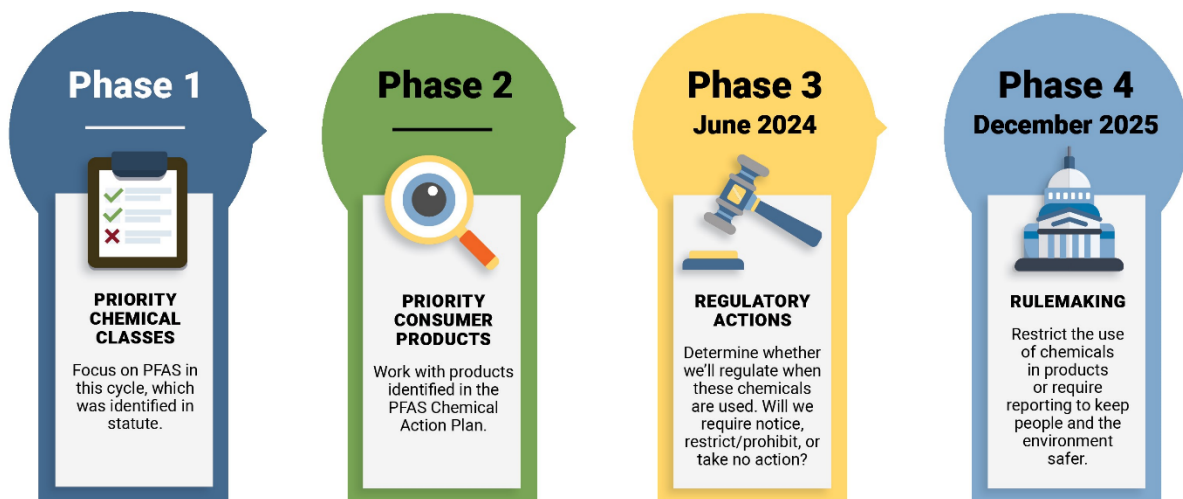 Phase 1
PRIORITY
CHEMICAL
CLASSES
Focus on PFAS in
this cycle, which
was identified in
statute.
Phase 2
PRIORITY
CONSUMER
PRODUCTS
Work with products
identified in the
PFAS Chemical
Action Plan.
Phase 3
June 2024
REGULATORY
ACTIONS
Determine whether
we'll regulate when
these chemicals
are used. Will we
require notice,
restrict/prohibit, or
take no action?
Phase 4
December 2025
RULEMAKING
Restrict the use
of chemicals
in products
or require
reporting to keep
people and the
environment
safer.